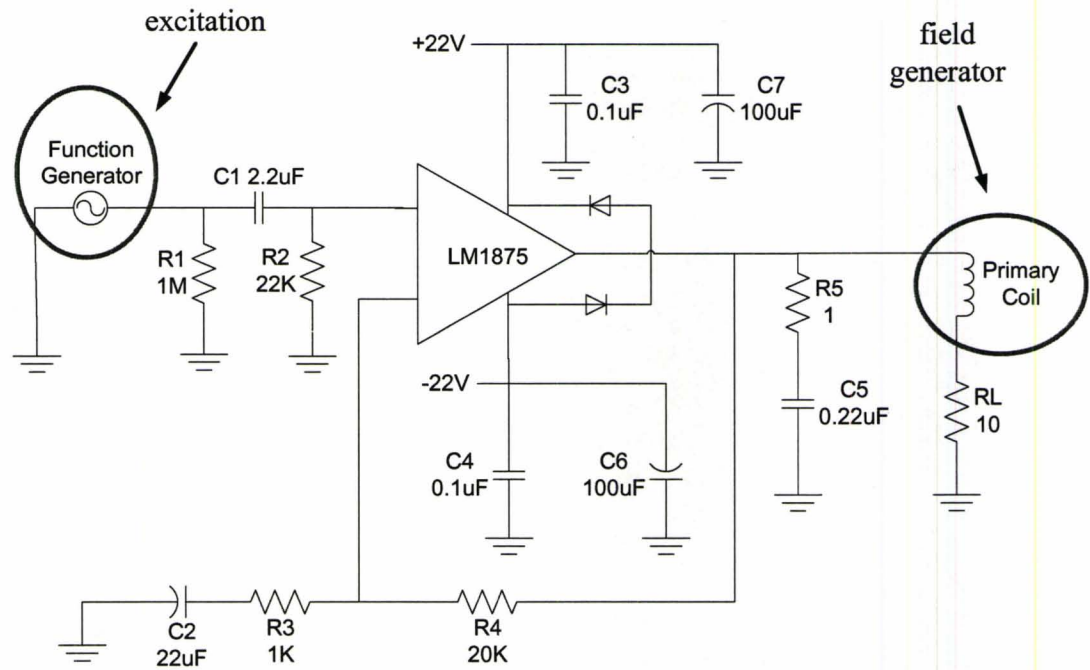 excitation
+22V
field
generator
C3
0.1uF
C7
100uF
Function
Generator
C1 2.2uF
R1
1M
R2
22K
LM1875
R5
1
Primary
Coil
-22V
C5
0.22uF
RL
10
C4
0.1uF
C6
100uF
C2
22uF
R3
1K
R4
20K